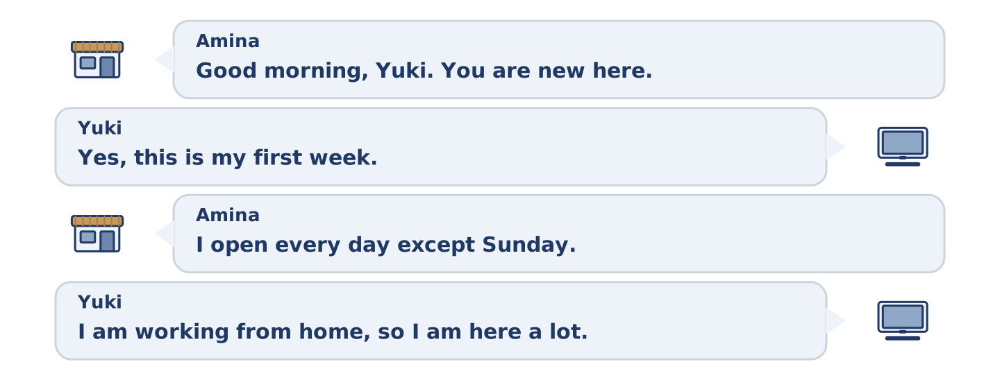 Amina
Good morning, Yuki. You are new here.
Yuki
Yes, this is my first week.
Amina
I open every day except Sunday.
Yuki
I am working from home, so I am here a lot.